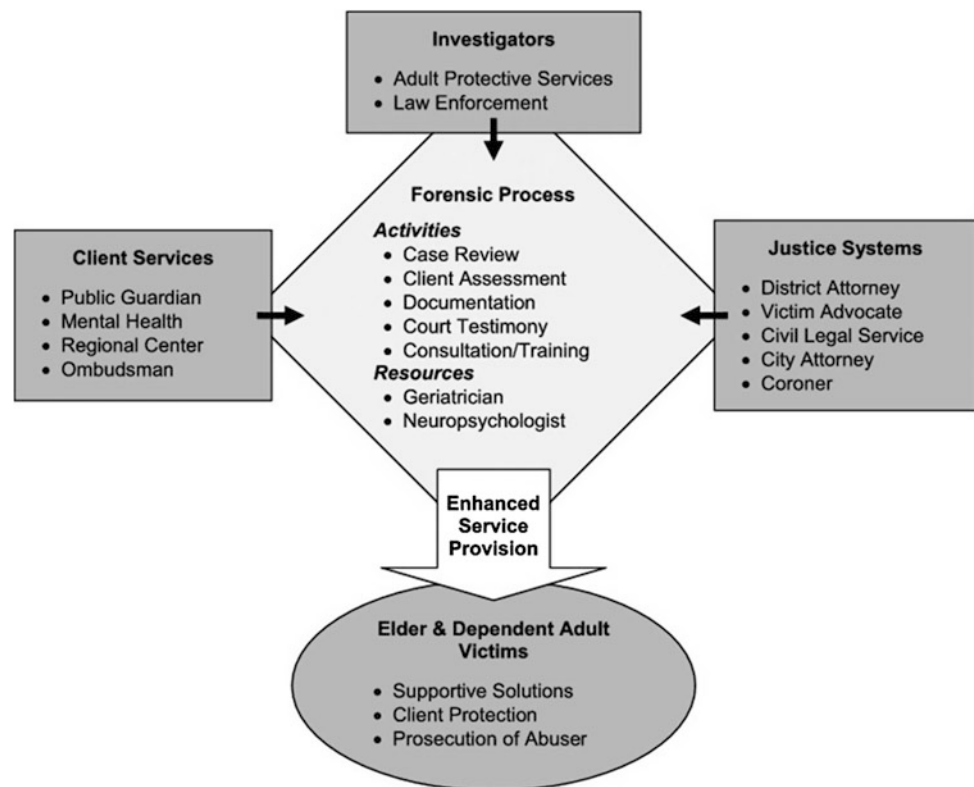 Investigators
• Adult Protective Services
• Law Enforcement
Client Services
• Public Guardian
• Mental Health
• Regional Center
• Ombudsman
Forensic Process
Activities
• Case Review
• Client Assessment
• Documentation
• Court Testimony
• Consultation/Training
Resources
• Geriatrician
• Neuropsychologist
Justice Systems
• District Attorney
• Victim Advocate
• Civil Legal Service
• City Attorney
• Coroner
Enhanced
Service
Provision
Elder & Dependent Adult
Victims
• Supportive Solutions
• Client Protection
• Prosecution of Abuser